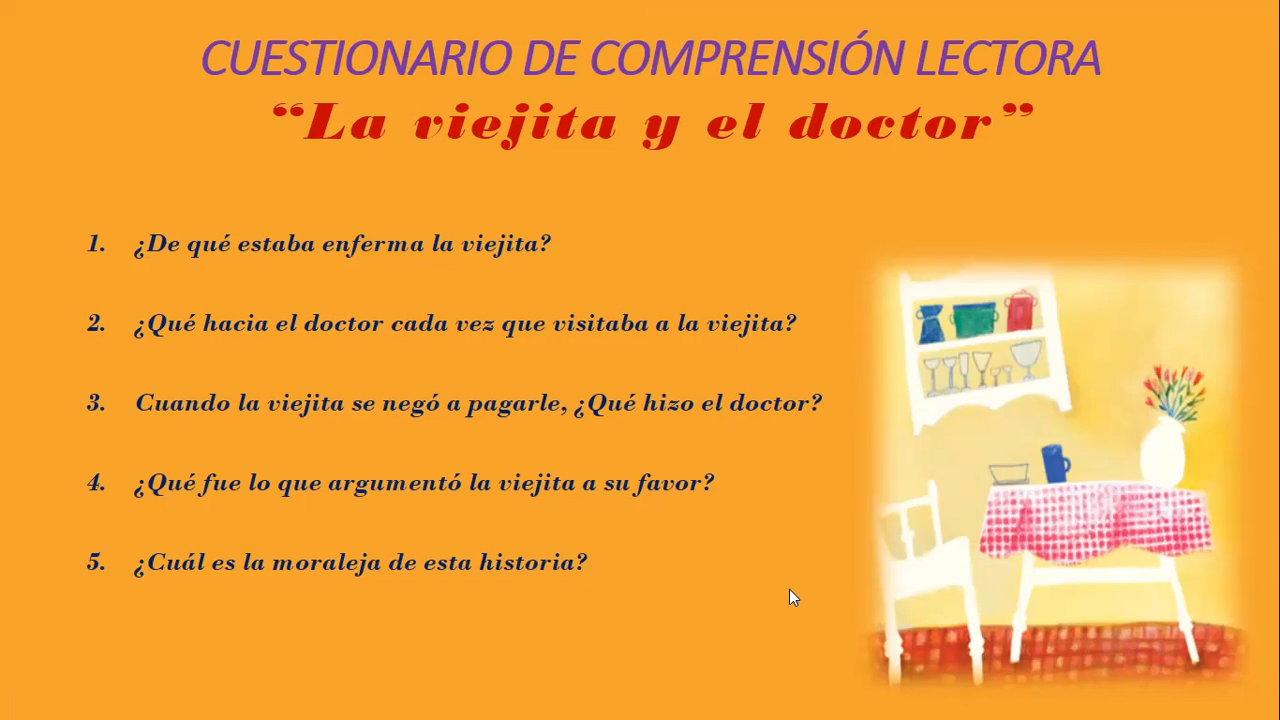 CUESTIONARIO DE COMPRENSIÓN LECTORA
“La viejita y el doctor”
1. ¿De qué estaba enferma la viejita?
2. ¿Qué hacia el doctor cada vez que visitaba a la viejita?
3. Cuando la viejita se negó a pagarle, ¿Qué hizo el doctor?
4. ¿Qué fue lo que argumentó la viejita a su favor?
5. ¿Cuál es la moraleja de esta historia?